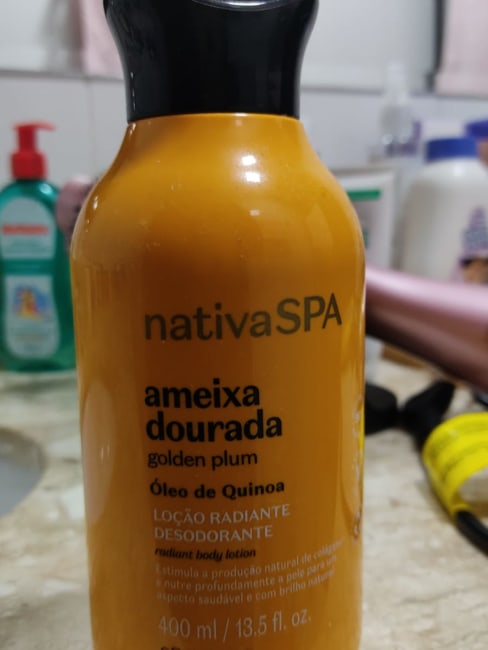 nativaSPA
ameixa
dourada
golden plum
Óleo de Quinoa
LOÇÃO RADIANTE
DESODORANTE
radiant body lotion
Estimula a produção natural de colágeno
e nutre profundamente a pele para um
aspecto saudável e com brilho natural
400 ml / 13.5 fl. oz.